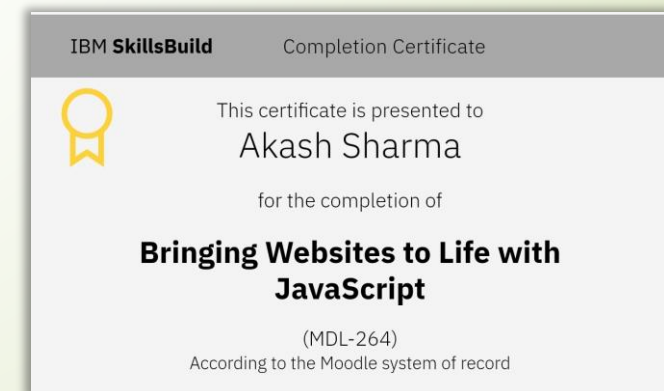 IBM SkillsBuild Completion Certificate
This certificate is presented to
Akash Sharma
for the completion of
Bringing Websites to Life with
JavaScript
(MDL-264)
According to the Moodle system of record